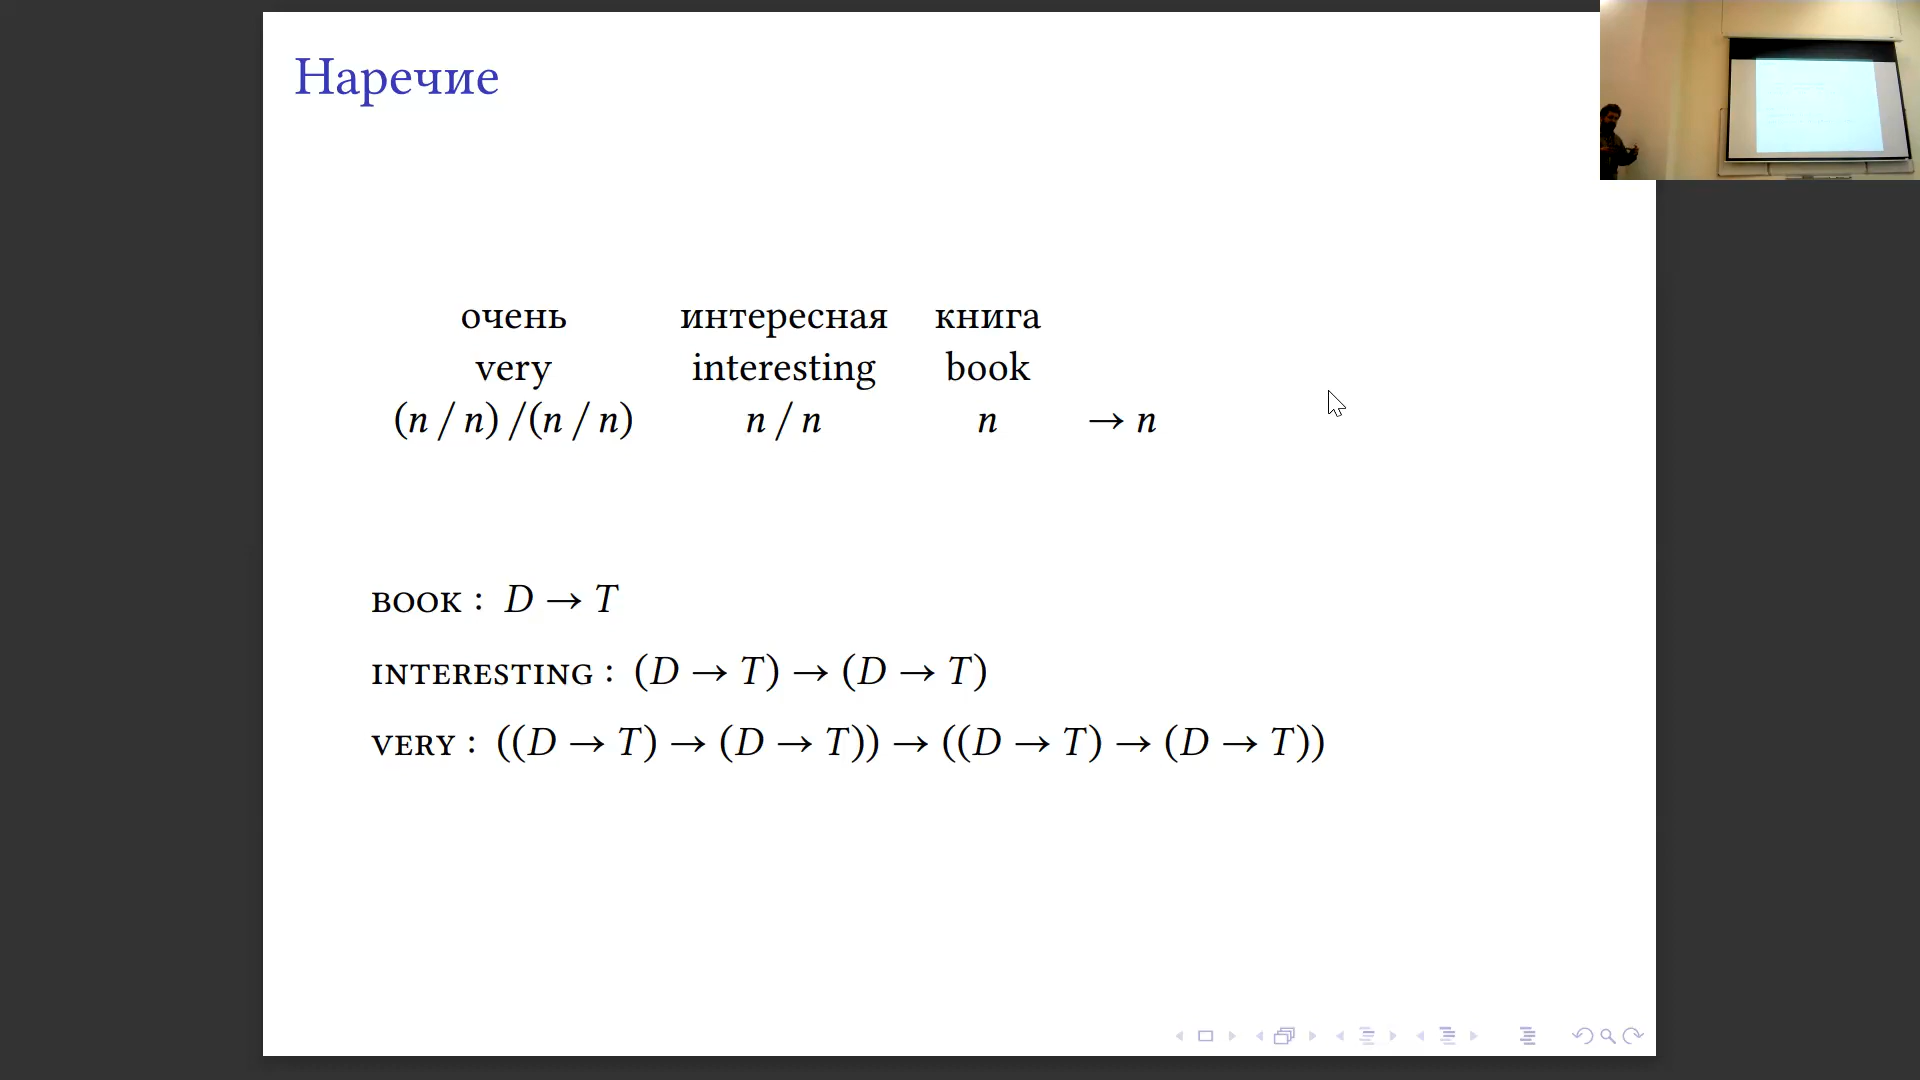 Наречие
очень интересная книга
very interesting book
(n / n) /(n / n) n / n n → n
BOOK : D → T
INTERESTING : (D → T) → (D → T)
VERY : ((D → T) → (D → T)) → ((D → T) → (D → T))